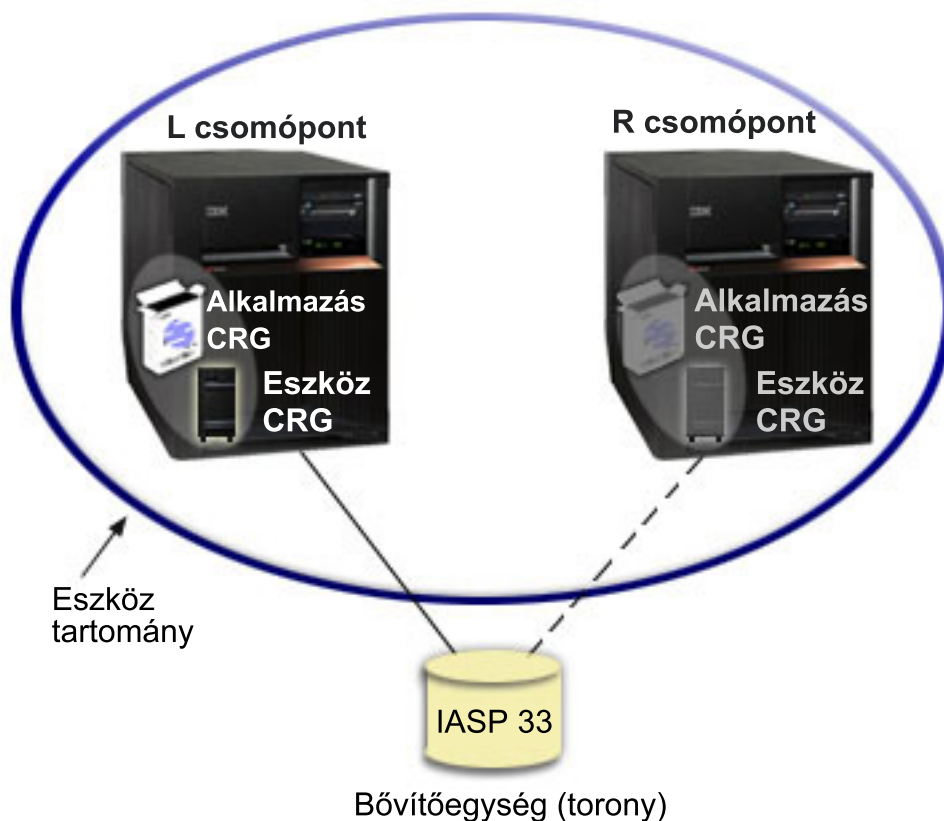 L csomópont
R csomópont
IBM
IBM
Alkalmazás
CRG
Eszköz
CRG
Alkalmazás
CRG
Eszköz
CRG
Eszköz
tartomány
IASP 33
Bővítőegység (torony)